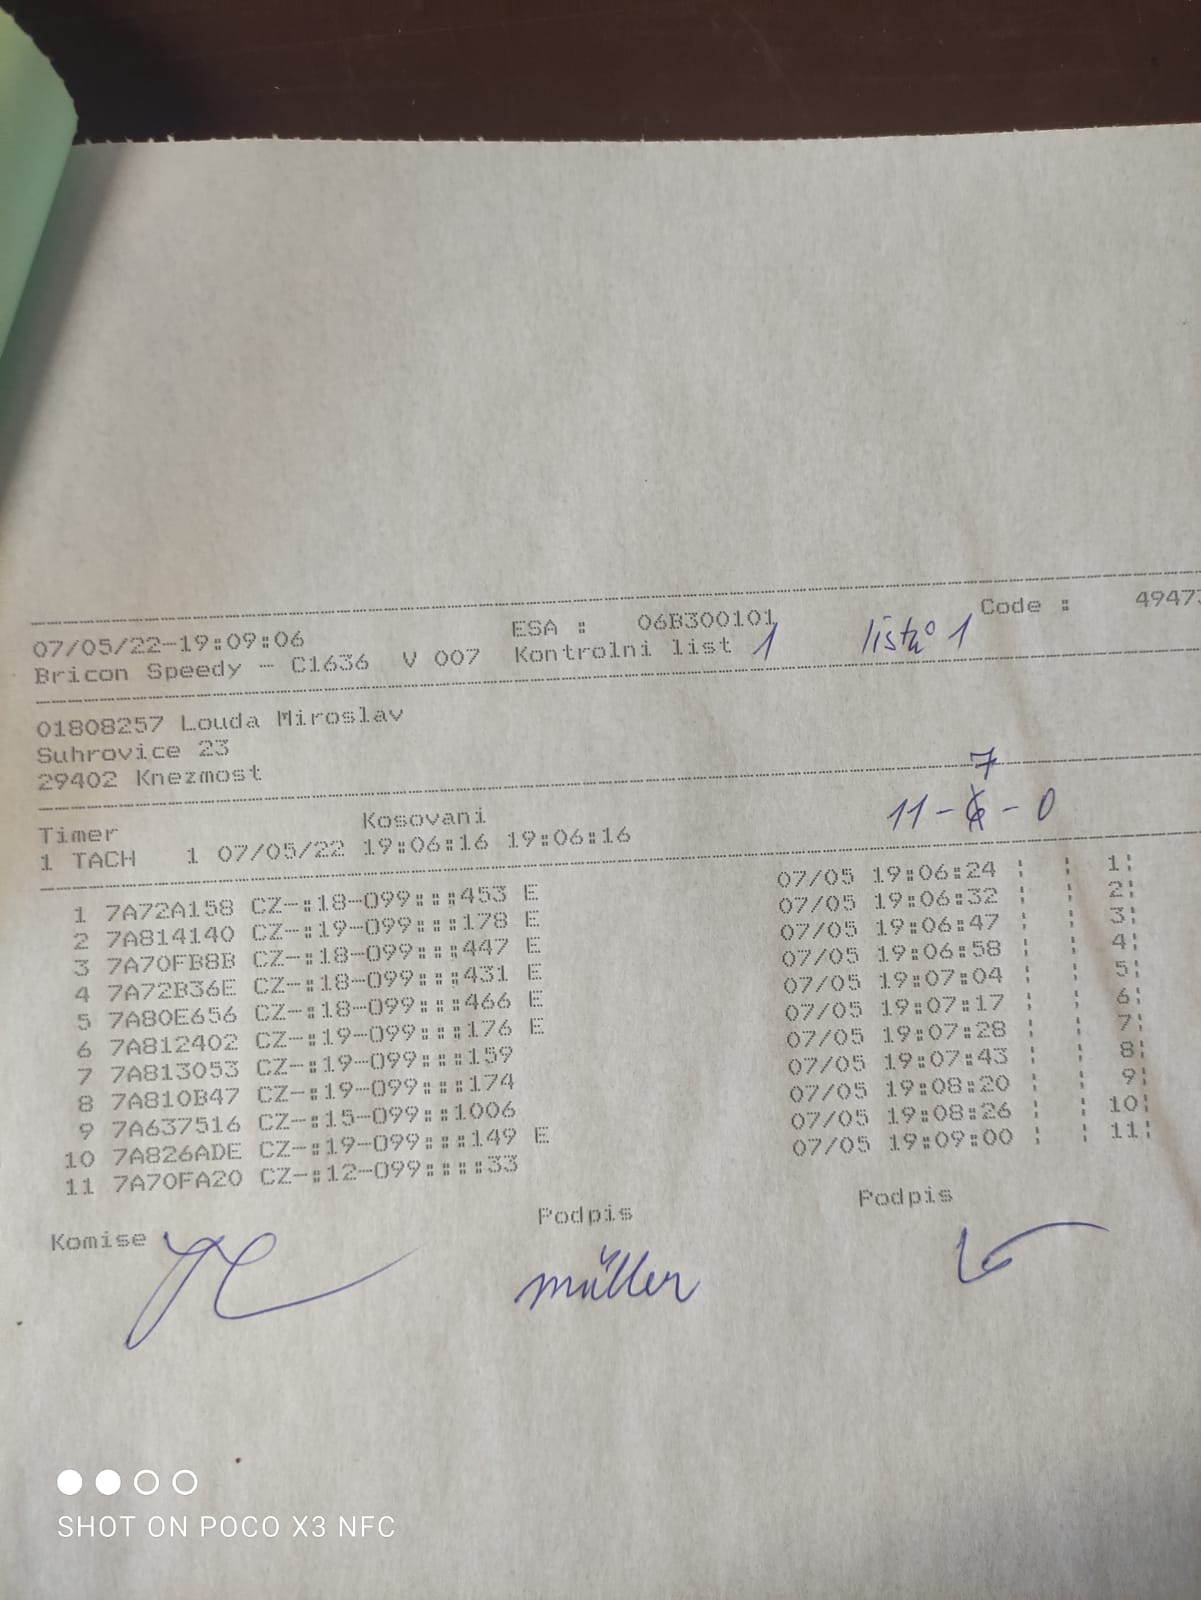 07/05/22-19:09:06 ESA : 06B300101 Code : 4947
Bricon Speedy - C1636 V 007 Kontrolni list 1 lístků 1
01808257 Louda Miroslav
Suhrovice 23
29402 Knezmost
7
Timer Kosovani 11 - 6 - 0
1 TACH 1 07/05/22 19:06:16 19:06:16
1 7A72A158 CZ-:18-099:::453 E 07/05 19:06:24 ¦ ¦ 1¦
2 7A814140 CZ-:19-099:::178 E 07/05 19:06:32 ¦ ¦ 2¦
3 7A70FB8B CZ-:18-099:::447 E 07/05 19:06:47 ¦ ¦ 3¦
4 7A72B36E CZ-:18-099:::431 E 07/05 19:06:58 ¦ ¦ 4¦
5 7A80E656 CZ-:18-099:::466 E 07/05 19:07:04 ¦ ¦ 5¦
6 7A812402 CZ-:19-099:::176 E 07/05 19:07:17 ¦ ¦ 6¦
7 7A813053 CZ-:19-099:::159 07/05 19:07:28 ¦ ¦ 7¦
8 7A810B47 CZ-:19-099:::174 07/05 19:07:43 ¦ ¦ 8¦
9 7A637516 CZ-:15-099::1006 07/05 19:08:20 ¦ ¦ 9¦
10 7A826ADE CZ-:19-099:::149 E 07/05 19:08:26 ¦ ¦ 10¦
11 7A70FA20 CZ-:12-099::::33 07/05 19:09:00 ¦ ¦ 11¦
Komise Podpis Podpis
müller
SHOT ON POCO X3 NFC